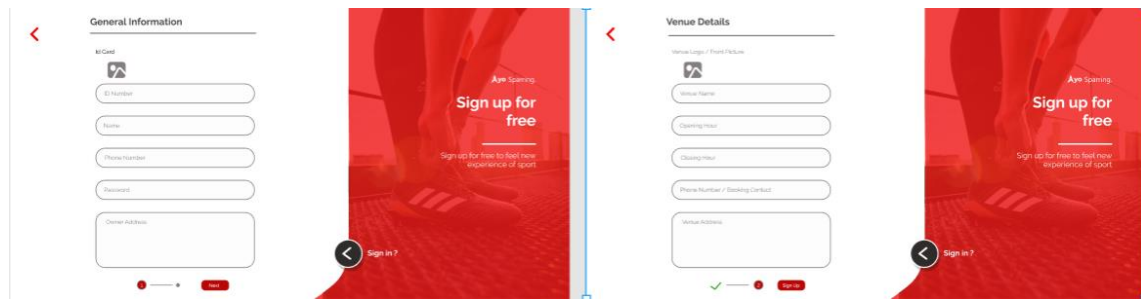 General Information
Id Card
ID Number
Name
Phone Number
Password
Owner Address
1
Next
Ayo Sparring.
Sign up for
free
Sign up for free to feel new
experience of sport
Sign in ?
Venue Details
Venue Logo / Front Picture
Venue Name
Opening Hour
Closing Hour
Phone Number / Booking Contact
Venue Address
2
Sign Up
Ayo Sparring.
Sign up for
free
Sign up for free to feel new
experience of sport
Sign in ?